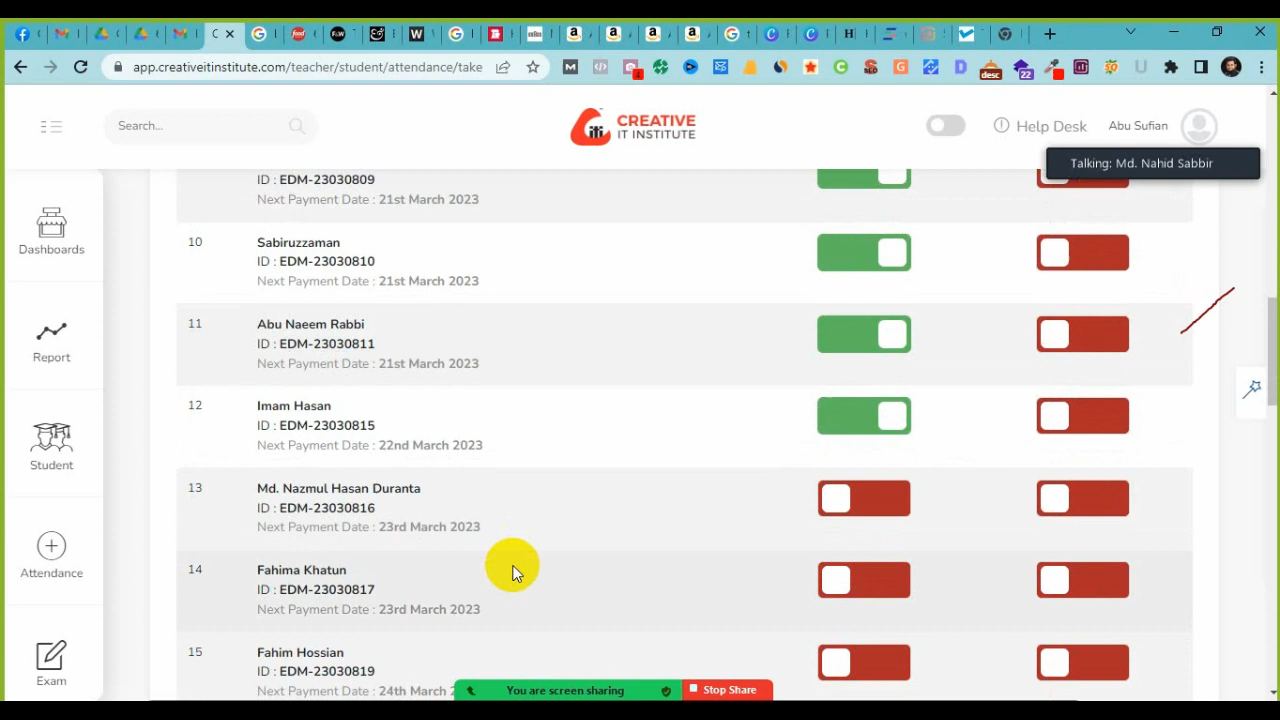 app.creativeitinstitute.com/teacher/student/attendance/take
desc
22
Search...
CREATIVE
IT INSTITUTE
Help Desk
Abu Sufian
Talking: Md. Nahid Sabbir
Dashboards
Report
Student
Attendance
Exam
ID : EDM-23030809
Next Payment Date : 21st March 2023
10
Sabiruzzaman
ID : EDM-23030810
Next Payment Date : 21st March 2023
11
Abu Naeem Rabbi
ID : EDM-23030811
Next Payment Date : 21st March 2023
12
Imam Hasan
ID : EDM-23030815
Next Payment Date : 22nd March 2023
13
Md. Nazmul Hasan Duranta
ID : EDM-23030816
Next Payment Date : 23rd March 2023
14
Fahima Khatun
ID : EDM-23030817
Next Payment Date : 23rd March 2023
15
Fahim Hossian
ID : EDM-23030819
Next Payment Date : 24th March 2
You are screen sharing
Stop Share